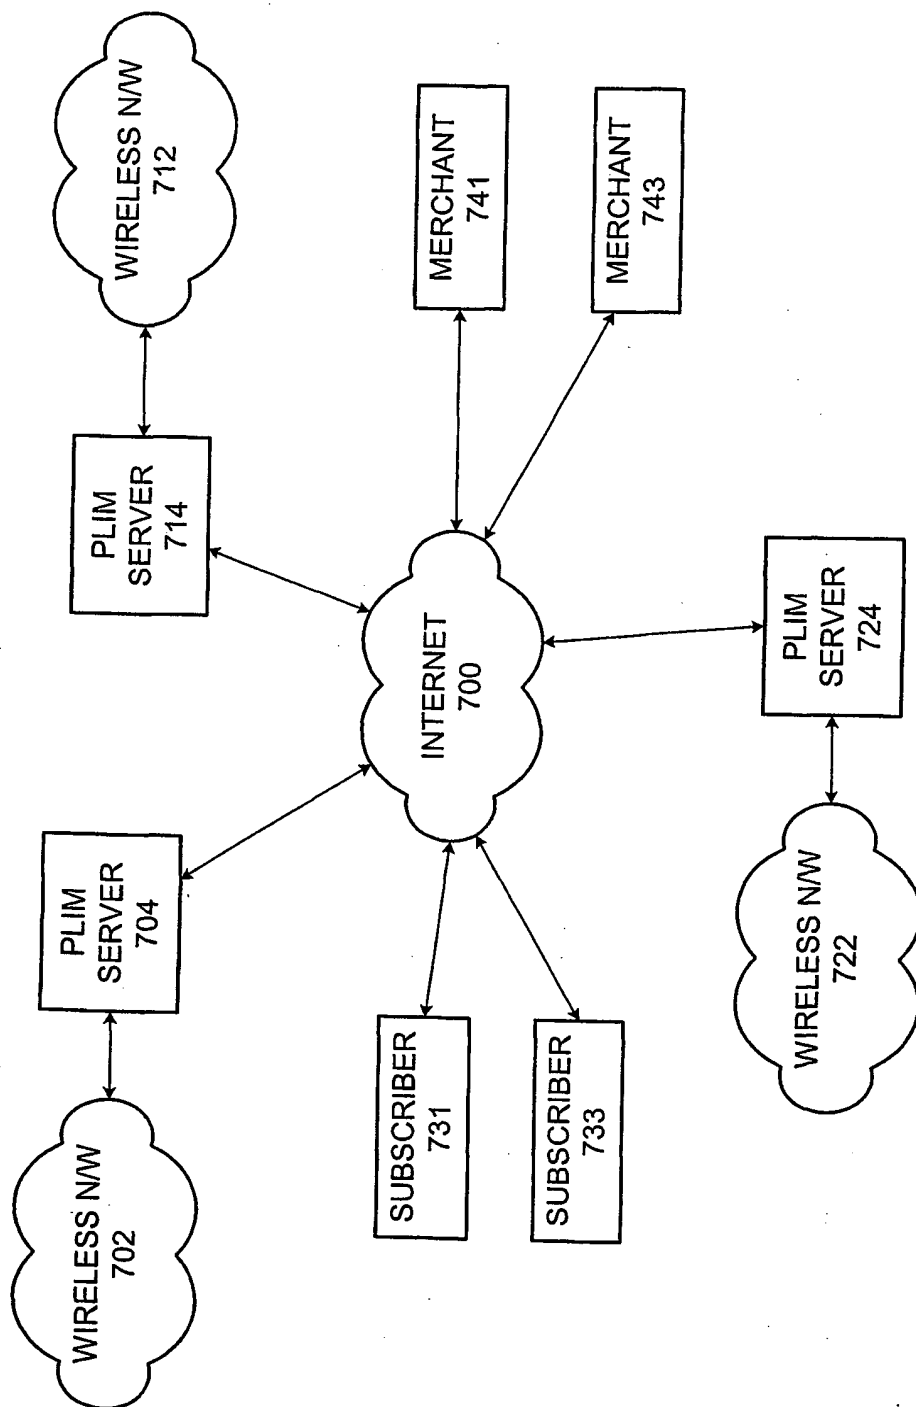 WIRELESS N/W
702
PLIM
SERVER
704
PLIM
SERVER
714
WIRELESS N/W
712
SUBSCRIBER
731
SUBSCRIBER
733
INTERNET
700
MERCHANT
741
MERCHANT
743
WIRELESS N/W
722
PLIM
SERVER
724